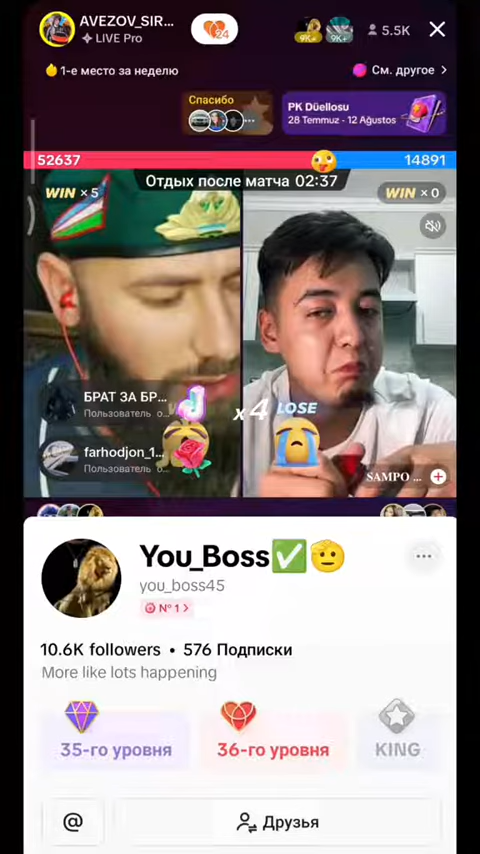 AVEZOV_SIR...
LIVE Pro
24
9K+
9K+
5.5K
1-е место за неделю
См. другое >
Спасибо
PK Düellosu
28 Temmuz - 12 Ağustos
52637
14891
Отдых после матча 02:37
WIN × 5
WIN × 0
БРАТ ЗА БР...
Пользователь о...
x4
LOSE
farhodjon_1...
Пользователь о...
SAMPO ...
You_Boss✅🫡
you_boss45
N° 1 >
10.6K followers • 576 Подписки
More like lots happening
35-го уровня
36-го уровня
KING
@
Друзья